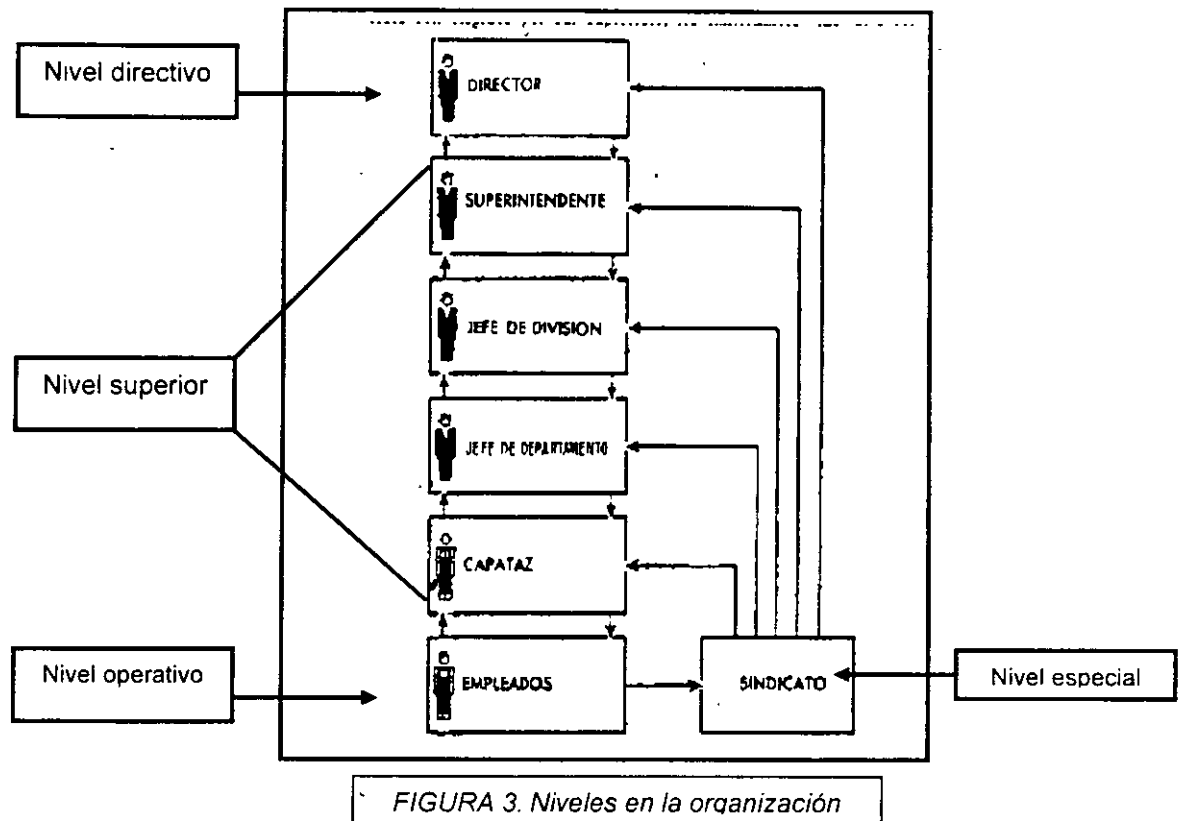 Nivel directivo
DIRECTOR
SUPERINTENDENTE
JEFE DE DIVISION
Nivel superior
JEFE DE DEPARTAMENTO
CAPATAZ
Nivel operativo
EMPLEADOS
SINDICATO
Nivel especial
FIGURA 3. Niveles en la organización